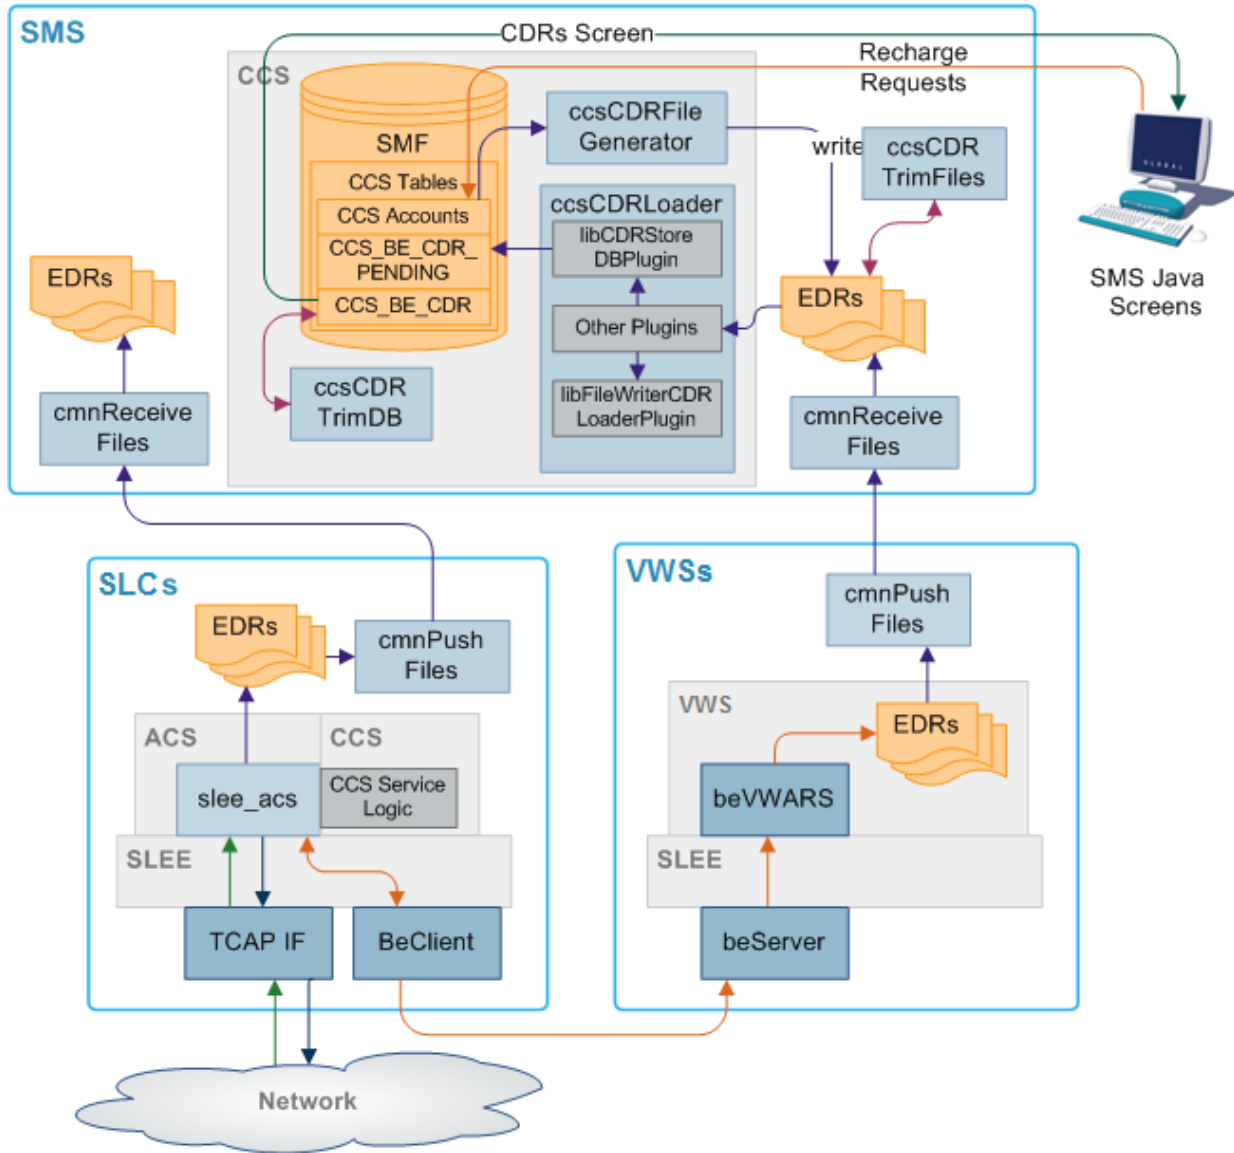 SMS
CDRs Screen
Recharge
Requests
CCS
SMF
CCS Tables
CCS Accounts
CCS_BE_CDR_
PENDING
CCS_BE_CDR
ccsCDRFile
Generator
write
ccsCDR
TrimFiles
GLOBAL
SMS Java
Screens
ccsCDRLoader
libCDRStore
DBPlugin
Other Plugins
libFileWriterCDR
LoaderPlugin
EDRs
EDRs
ccsCDR
TrimDB
cmnReceive
Files
cmnReceive
Files
SLCs
EDRs
cmnPush
Files
ACS
CCS
slee_acs
CCS Service
Logic
SLEE
TCAP IF
BeClient
VWSs
cmnPush
Files
VWS
EDRs
beVWARS
SLEE
beServer
Network